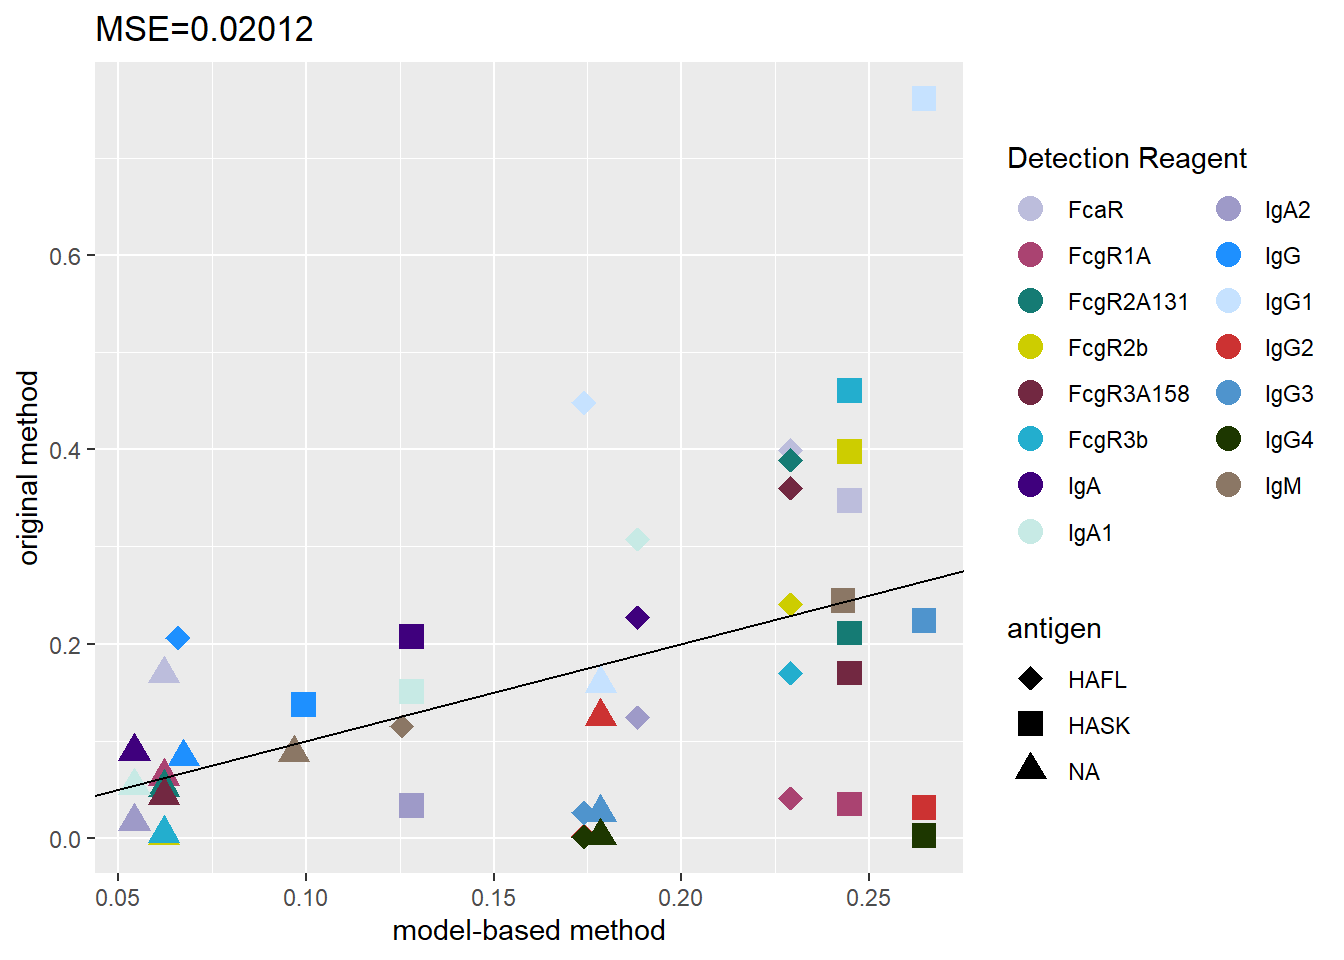 MSE=0.02012
original method
0.6
0.4
0.2
0.0
0.05 0.10 0.15 0.20 0.25
model-based method
Detection Reagent
FcaR IgA2
FcgR1A IgG
FcgR2A131 IgG1
FcgR2b IgG2
FcgR3A158 IgG3
FcgR3b IgG4
IgA IgM
IgA1
antigen
HAFL
HASK
NA